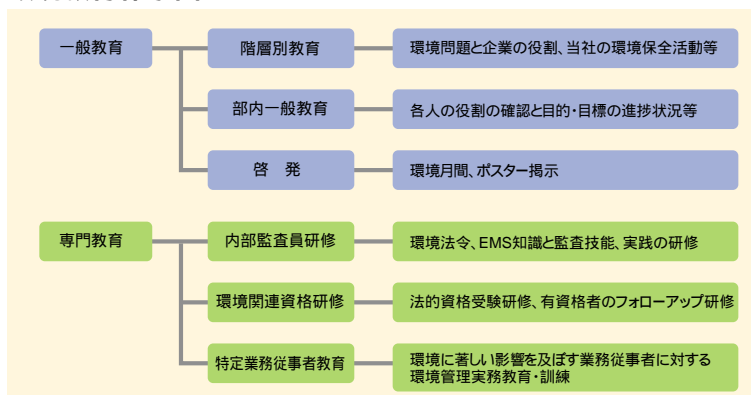 一般教育
階層別教育
環境問題と企業の役割、当社の環境保全活動等
部内一般教育
各人の役割の確認と目的・目標の進捗状況等
啓　発
環境月間、ポスター掲示
専門教育
内部監査員研修
環境法令、EMS知識と監査技能、実践の研修
環境関連資格研修
法的資格受験研修、有資格者のフォローアップ研修
特定業務従事者教育
環境に著しい影響を及ぼす業務従事者に対する
環境管理実務教育・訓練